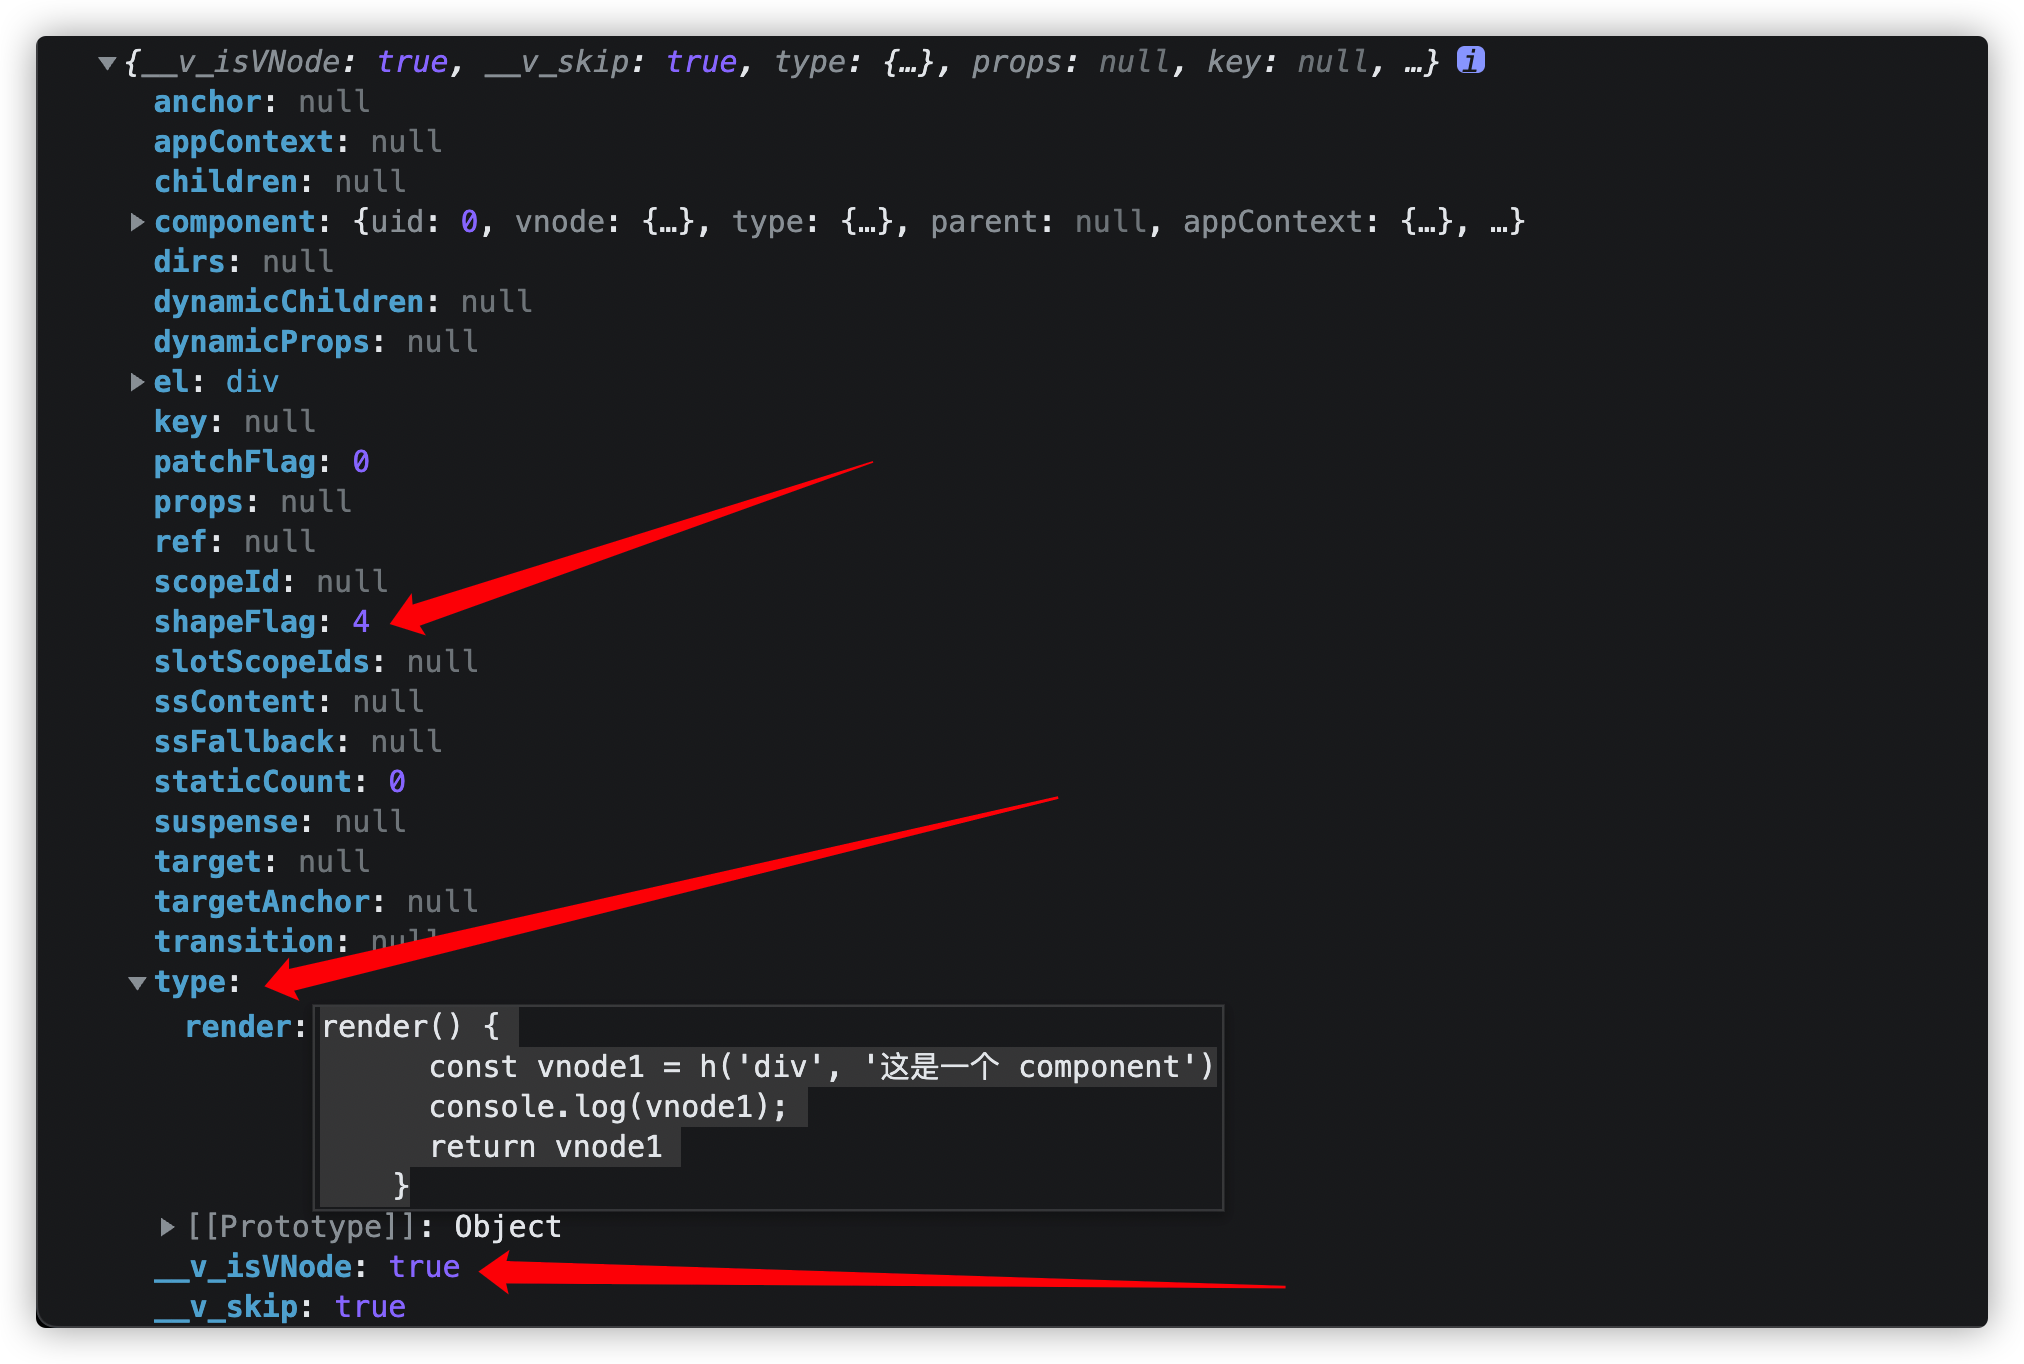 {__v_isVNode: true, __v_skip: true, type: {…}, props: null, key: null, …} i
anchor: null
appContext: null
children: null
component: {uid: 0, vnode: {…}, type: {…}, parent: null, appContext: {…}, …}
dirs: null
dynamicChildren: null
dynamicProps: null
el: div
key: null
patchFlag: 0
props: null
ref: null
scopeId: null
shapeFlag: 4
slotScopeIds: null
ssContent: null
ssFallback: null
staticCount: 0
suspense: null
target: null
targetAnchor: null
transition: null
type:
render: render() {
const vnode1 = h('div', '这是一个 component')
console.log(vnode1);
return vnode1
}
[[Prototype]]: Object
__v_isVNode: true
__v_skip: true